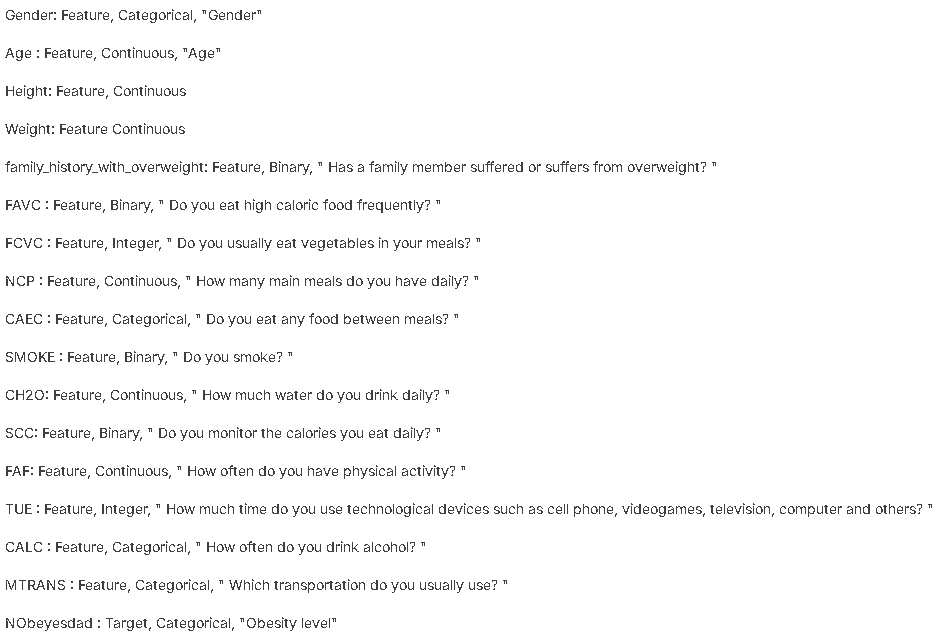 Gender: Feature, Categorical, "Gender"
Age : Feature, Continuous, "Age"
Height: Feature, Continuous
Weight: Feature Continuous
family_history_with_overweight: Feature, Binary, " Has a family member suffered or suffers from overweight? "
FAVC : Feature, Binary, " Do you eat high caloric food frequently? "
FCVC : Feature, Integer, " Do you usually eat vegetables in your meals? "
NCP : Feature, Continuous, " How many main meals do you have daily? "
CAEC : Feature, Categorical, " Do you eat any food between meals? "
SMOKE : Feature, Binary, " Do you smoke? "
CH2O: Feature, Continuous, " How much water do you drink daily? "
SCC: Feature, Binary, " Do you monitor the calories you eat daily? "
FAF: Feature, Continuous, " How often do you have physical activity? "
TUE : Feature, Integer, " How much time do you use technological devices such as cell phone, videogames, television, computer and others? "
CALC : Feature, Categorical, " How often do you drink alcohol? "
MTRANS : Feature, Categorical, " Which transportation do you usually use? "
NObeyesdad : Target, Categorical, "Obesity level"